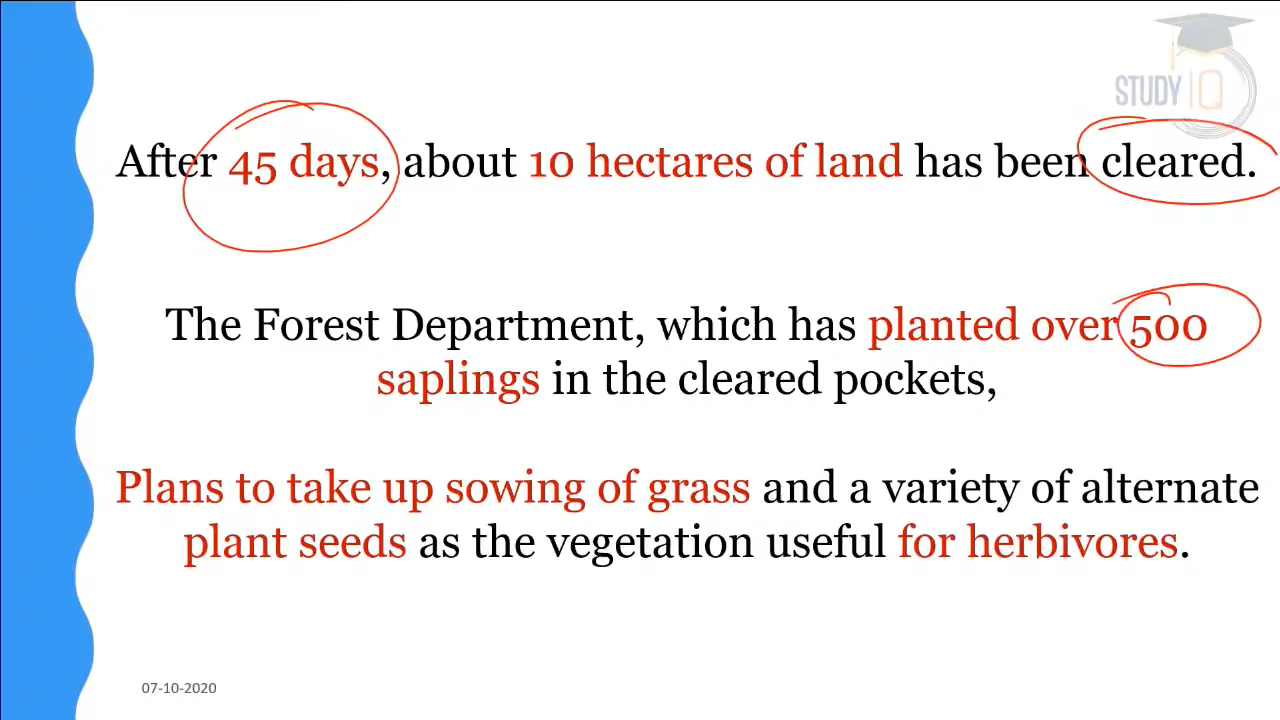 STUDY IQ
After 45 days, about 10 hectares of land has been cleared.
The Forest Department, which has planted over 500
saplings in the cleared pockets,
Plans to take up sowing of grass and a variety of alternate
plant seeds as the vegetation useful for herbivores.
07-10-2020